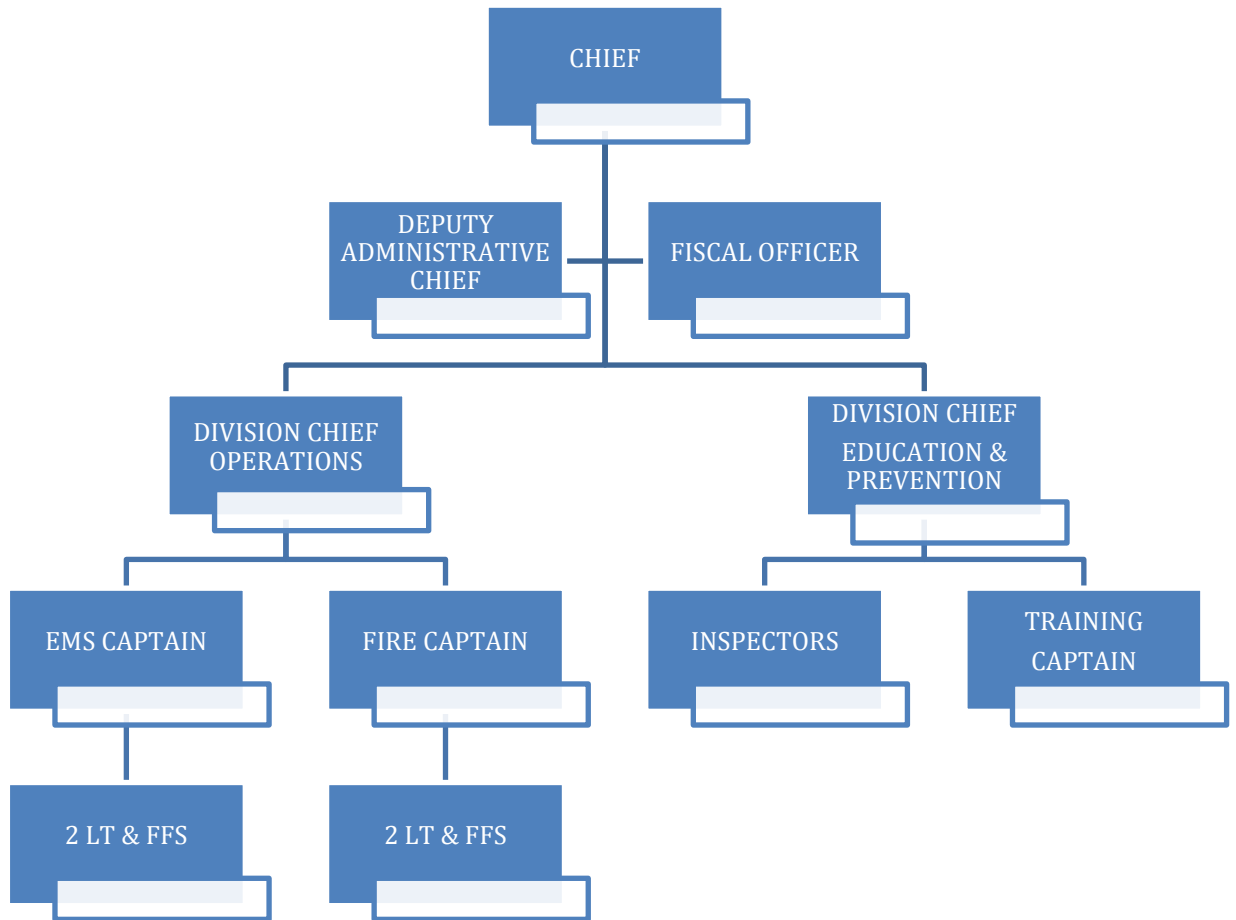 CHIEF
DEPUTY
ADMINISTRATIVE
CHIEF
FISCAL OFFICER
DIVISION CHIEF
OPERATIONS
DIVISION CHIEF
EDUCATION &
PREVENTION
EMS CAPTAIN
FIRE CAPTAIN
INSPECTORS
TRAINING
CAPTAIN
2 LT & FFS
2 LT & FFS